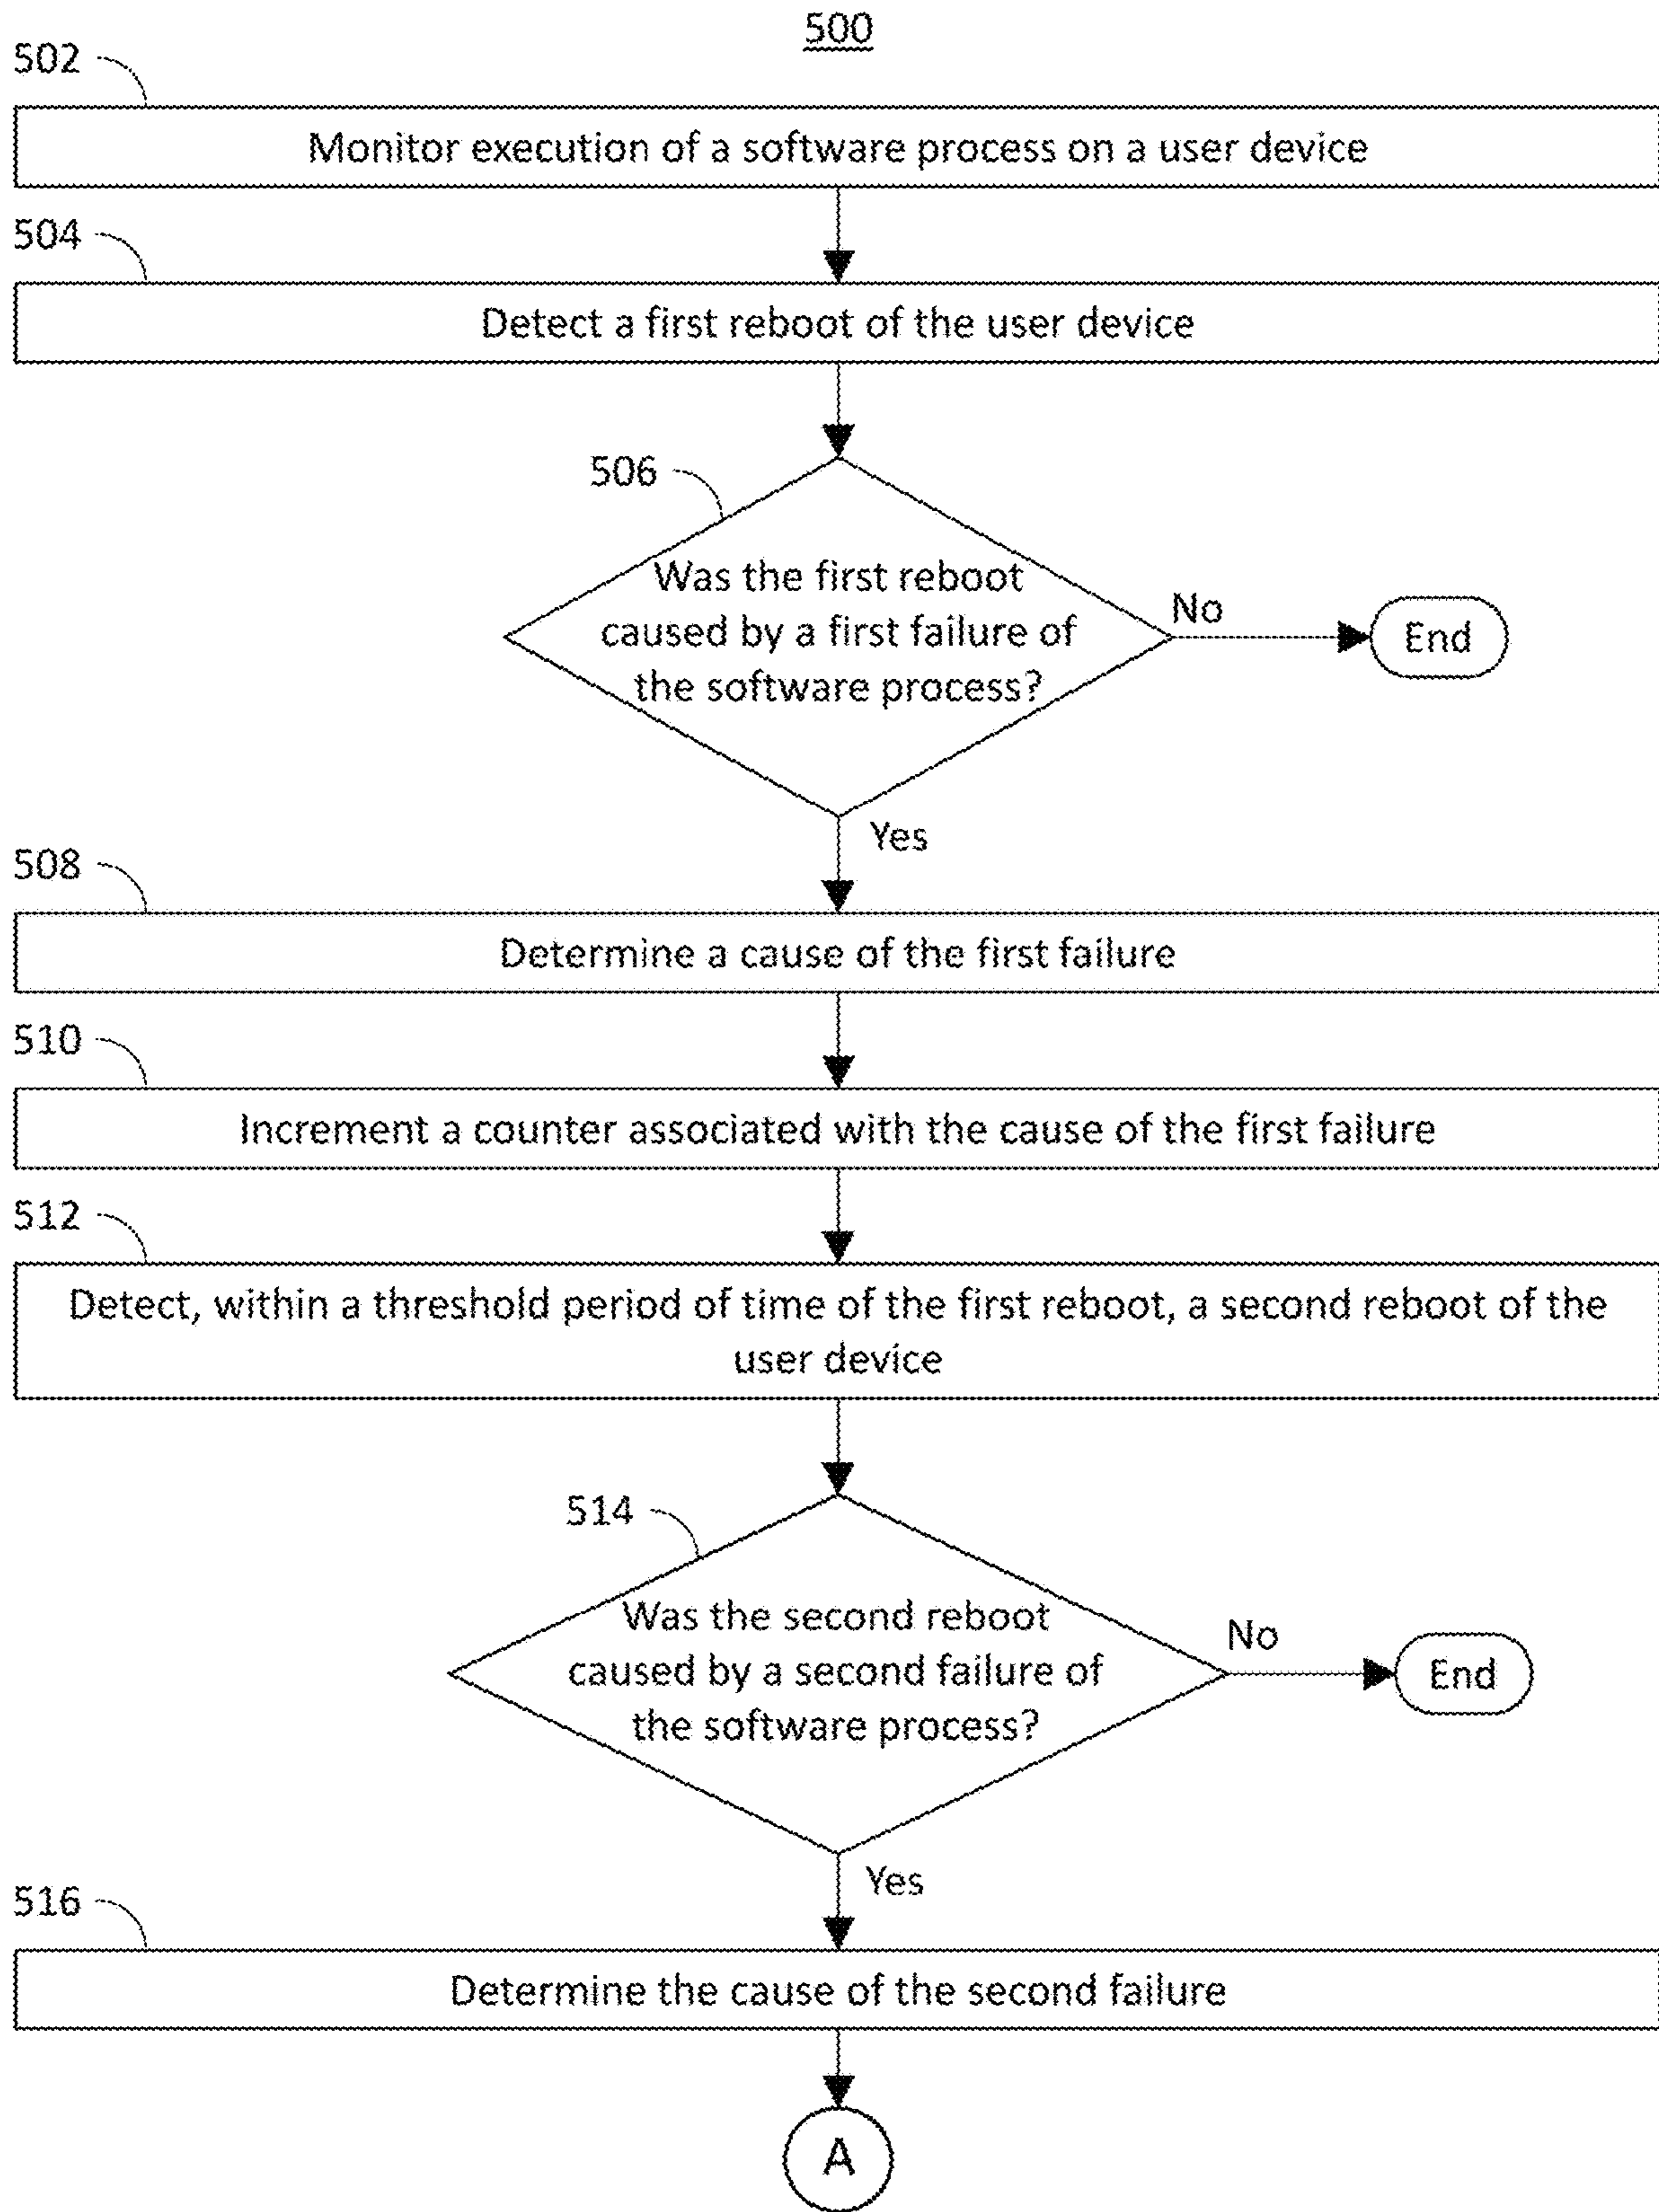 500
502
Monitor execution of a software process on a user device
504
Detect a first reboot of the user device
506
Was the first reboot
caused by a first failure of
the software process?
No
End
Yes
508
Determine a cause of the first failure
510
Increment a counter associated with the cause of the first failure
512
Detect, within a threshold period of time of the first reboot, a second reboot of the
user device
514
Was the second reboot
caused by a second failure of
the software process?
No
End
Yes
516
Determine the cause of the second failure
A